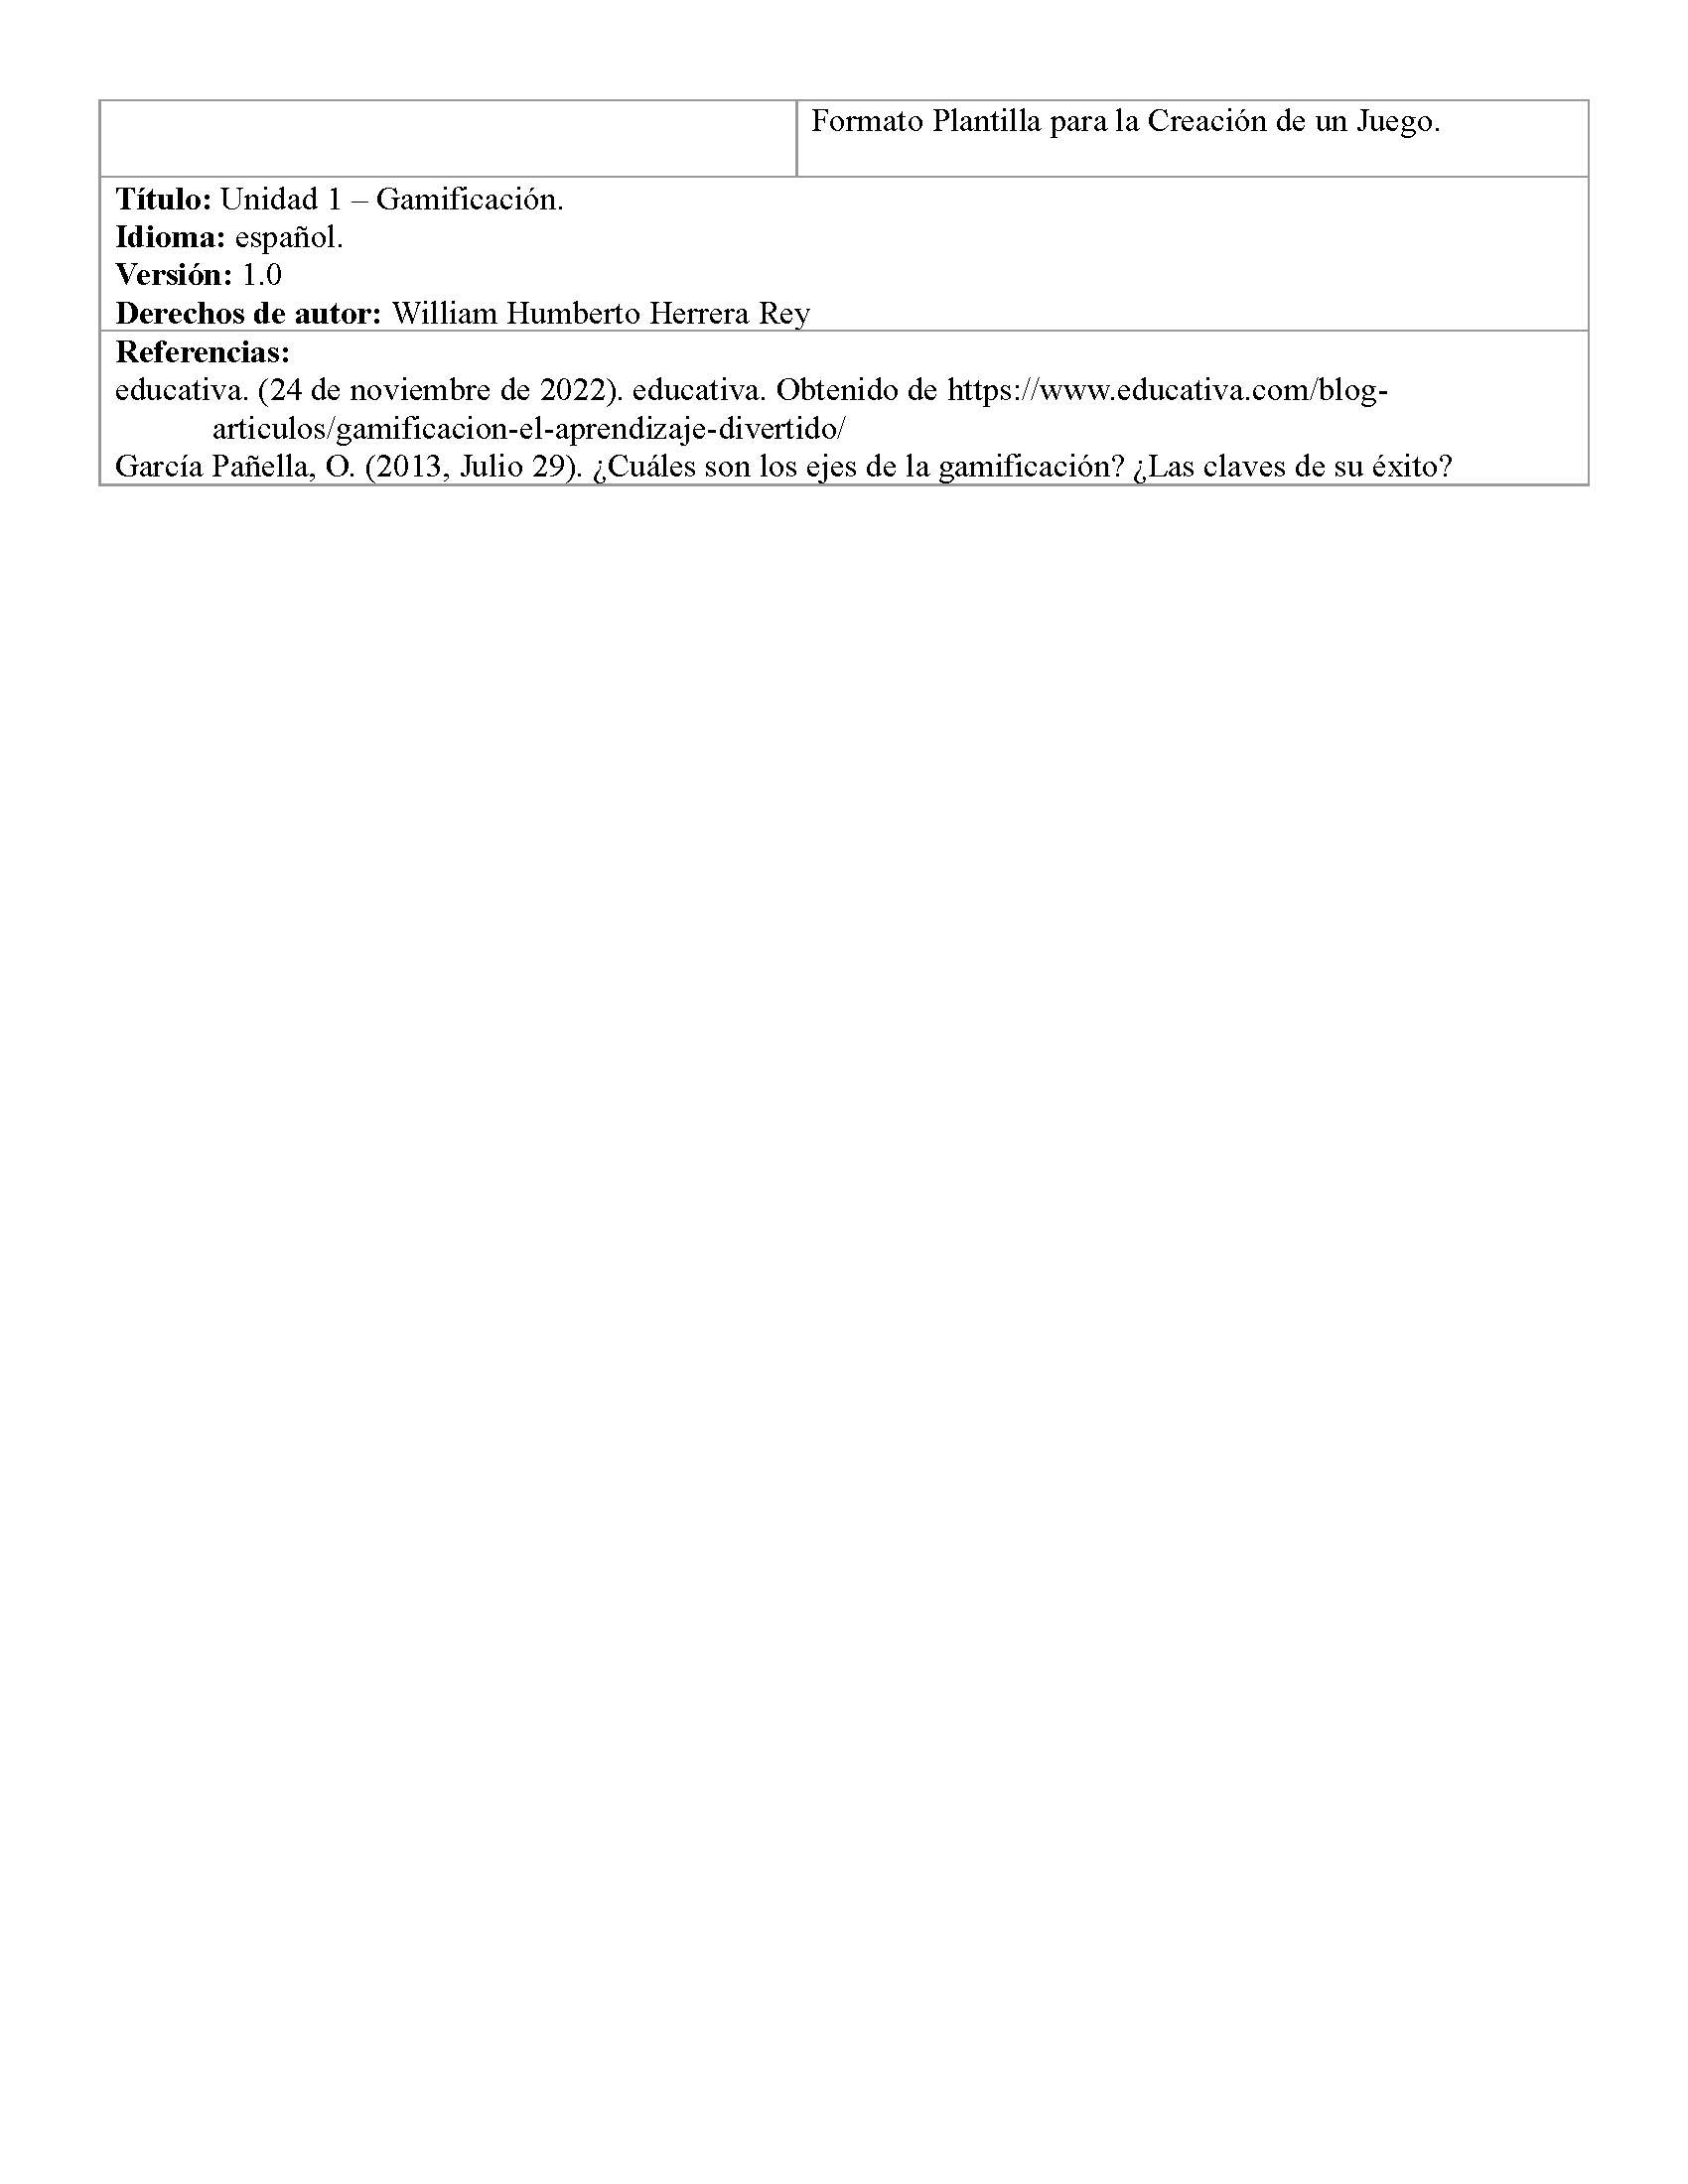 Formato Plantilla para la Creación de un Juego.
Título: Unidad 1 – Gamificación.
Idioma: español.
Versión: 1.0
Derechos de autor: William Humberto Herrera Rey
Referencias:
educativa. (24 de noviembre de 2022). educativa. Obtenido de https://www.educativa.com/blog-
articulos/gamificacion-el-aprendizaje-divertido/
García Pañella, O. (2013, Julio 29). ¿Cuáles son los ejes de la gamificación? ¿Las claves de su éxito?